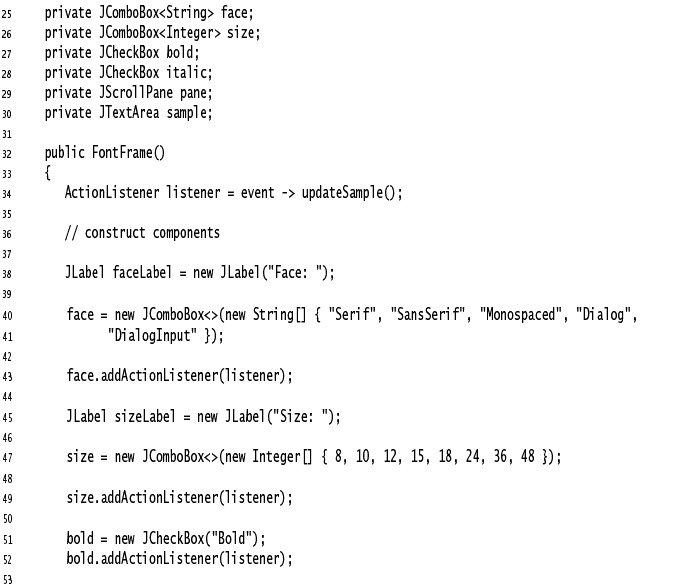 25 private JComboBox<String> face;
26 private JComboBox<Integer> size;
27 private JCheckBox bold;
28 private JCheckBox italic;
29 private JScrollPane pane;
30 private JTextArea sample;
31
32 public FontFrame()
33 {
34 ActionListener listener = event -> updateSample();
35
36 // construct components
37
38 JLabel faceLabel = new JLabel("Face: ");
39
40 face = new JComboBox<>(new String[] { "Serif", "SansSerif", "Monospaced", "Dialog",
41 "DialogInput" });
42
43 face.addActionListener(listener);
44
45 JLabel sizeLabel = new JLabel("Size: ");
46
47 size = new JComboBox<>(new Integer[] { 8, 10, 12, 15, 18, 24, 36, 48 });
48
49 size.addActionListener(listener);
50
51 bold = new JCheckBox("Bold");
52 bold.addActionListener(listener);
53